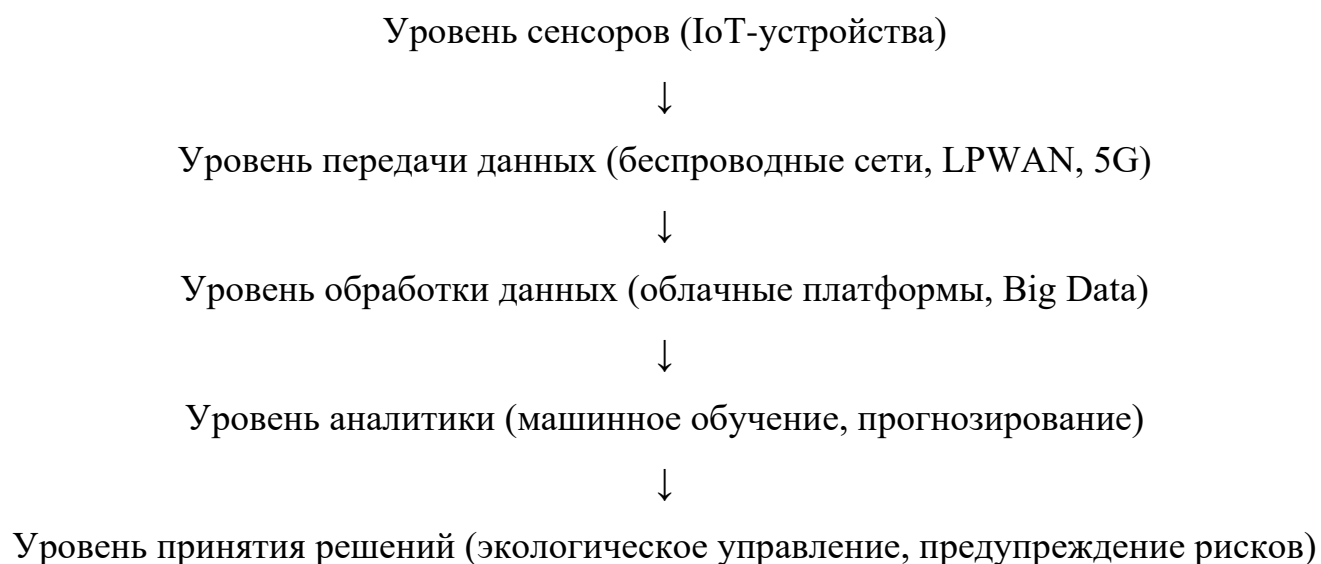 Уровень сенсоров (IoT-устройства)
↓
Уровень передачи данных (беспроводные сети, LPWAN, 5G)
↓
Уровень обработки данных (облачные платформы, Big Data)
↓
Уровень аналитики (машинное обучение, прогнозирование)
↓
Уровень принятия решений (экологическое управление, предупреждение рисков)